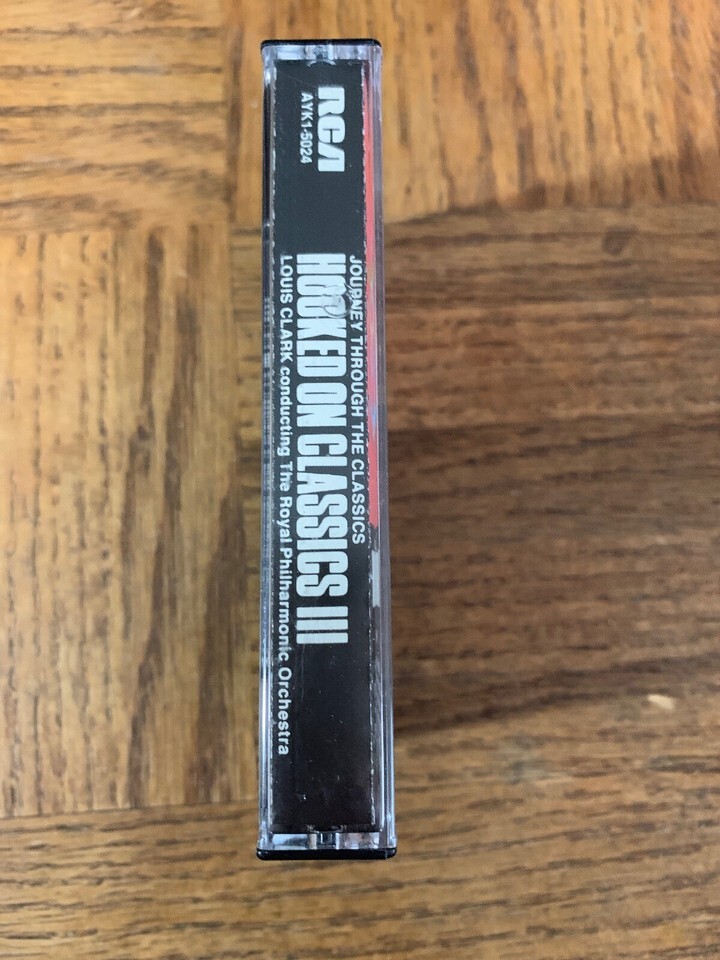 RCA
AYK1-5024
JOURNEY THROUGH THE CLASSICS
HOOKED ON CLASSICS III
LOUIS CLARK conducting The Royal Philharmonic Orchestra